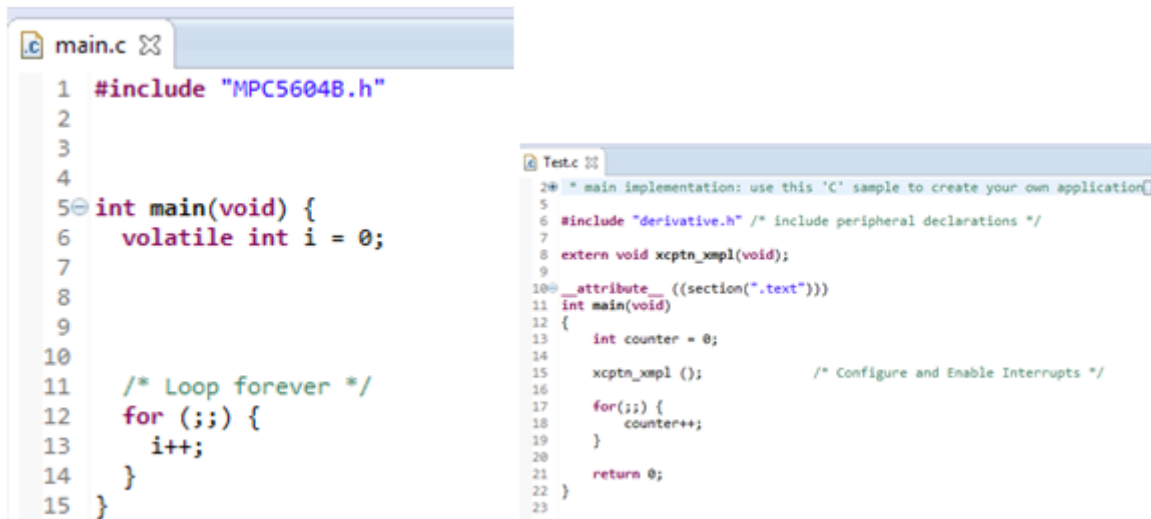 main.c
1 #include "MPC5604B.h"
2
3
4
5 int main(void) {
6 volatile int i = 0;
7
8
9
10
11 /* Loop forever */
12 for (;;) {
13 i++;
14 }
15 }
Test.c
2 * main implementation: use this 'C' sample to create your own application
5
6 #include "derivative.h" /* include peripheral declarations */
7
8 extern void xcptn_xmpl(void);
9
10 __attribute__ ((section(".text")))
11 int main(void)
12 {
13 int counter = 0;
14
15 xcptn_xmpl (); /* Configure and Enable Interrupts */
16
17 for(;;) {
18 counter++;
19 }
20
21 return 0;
22 }
23